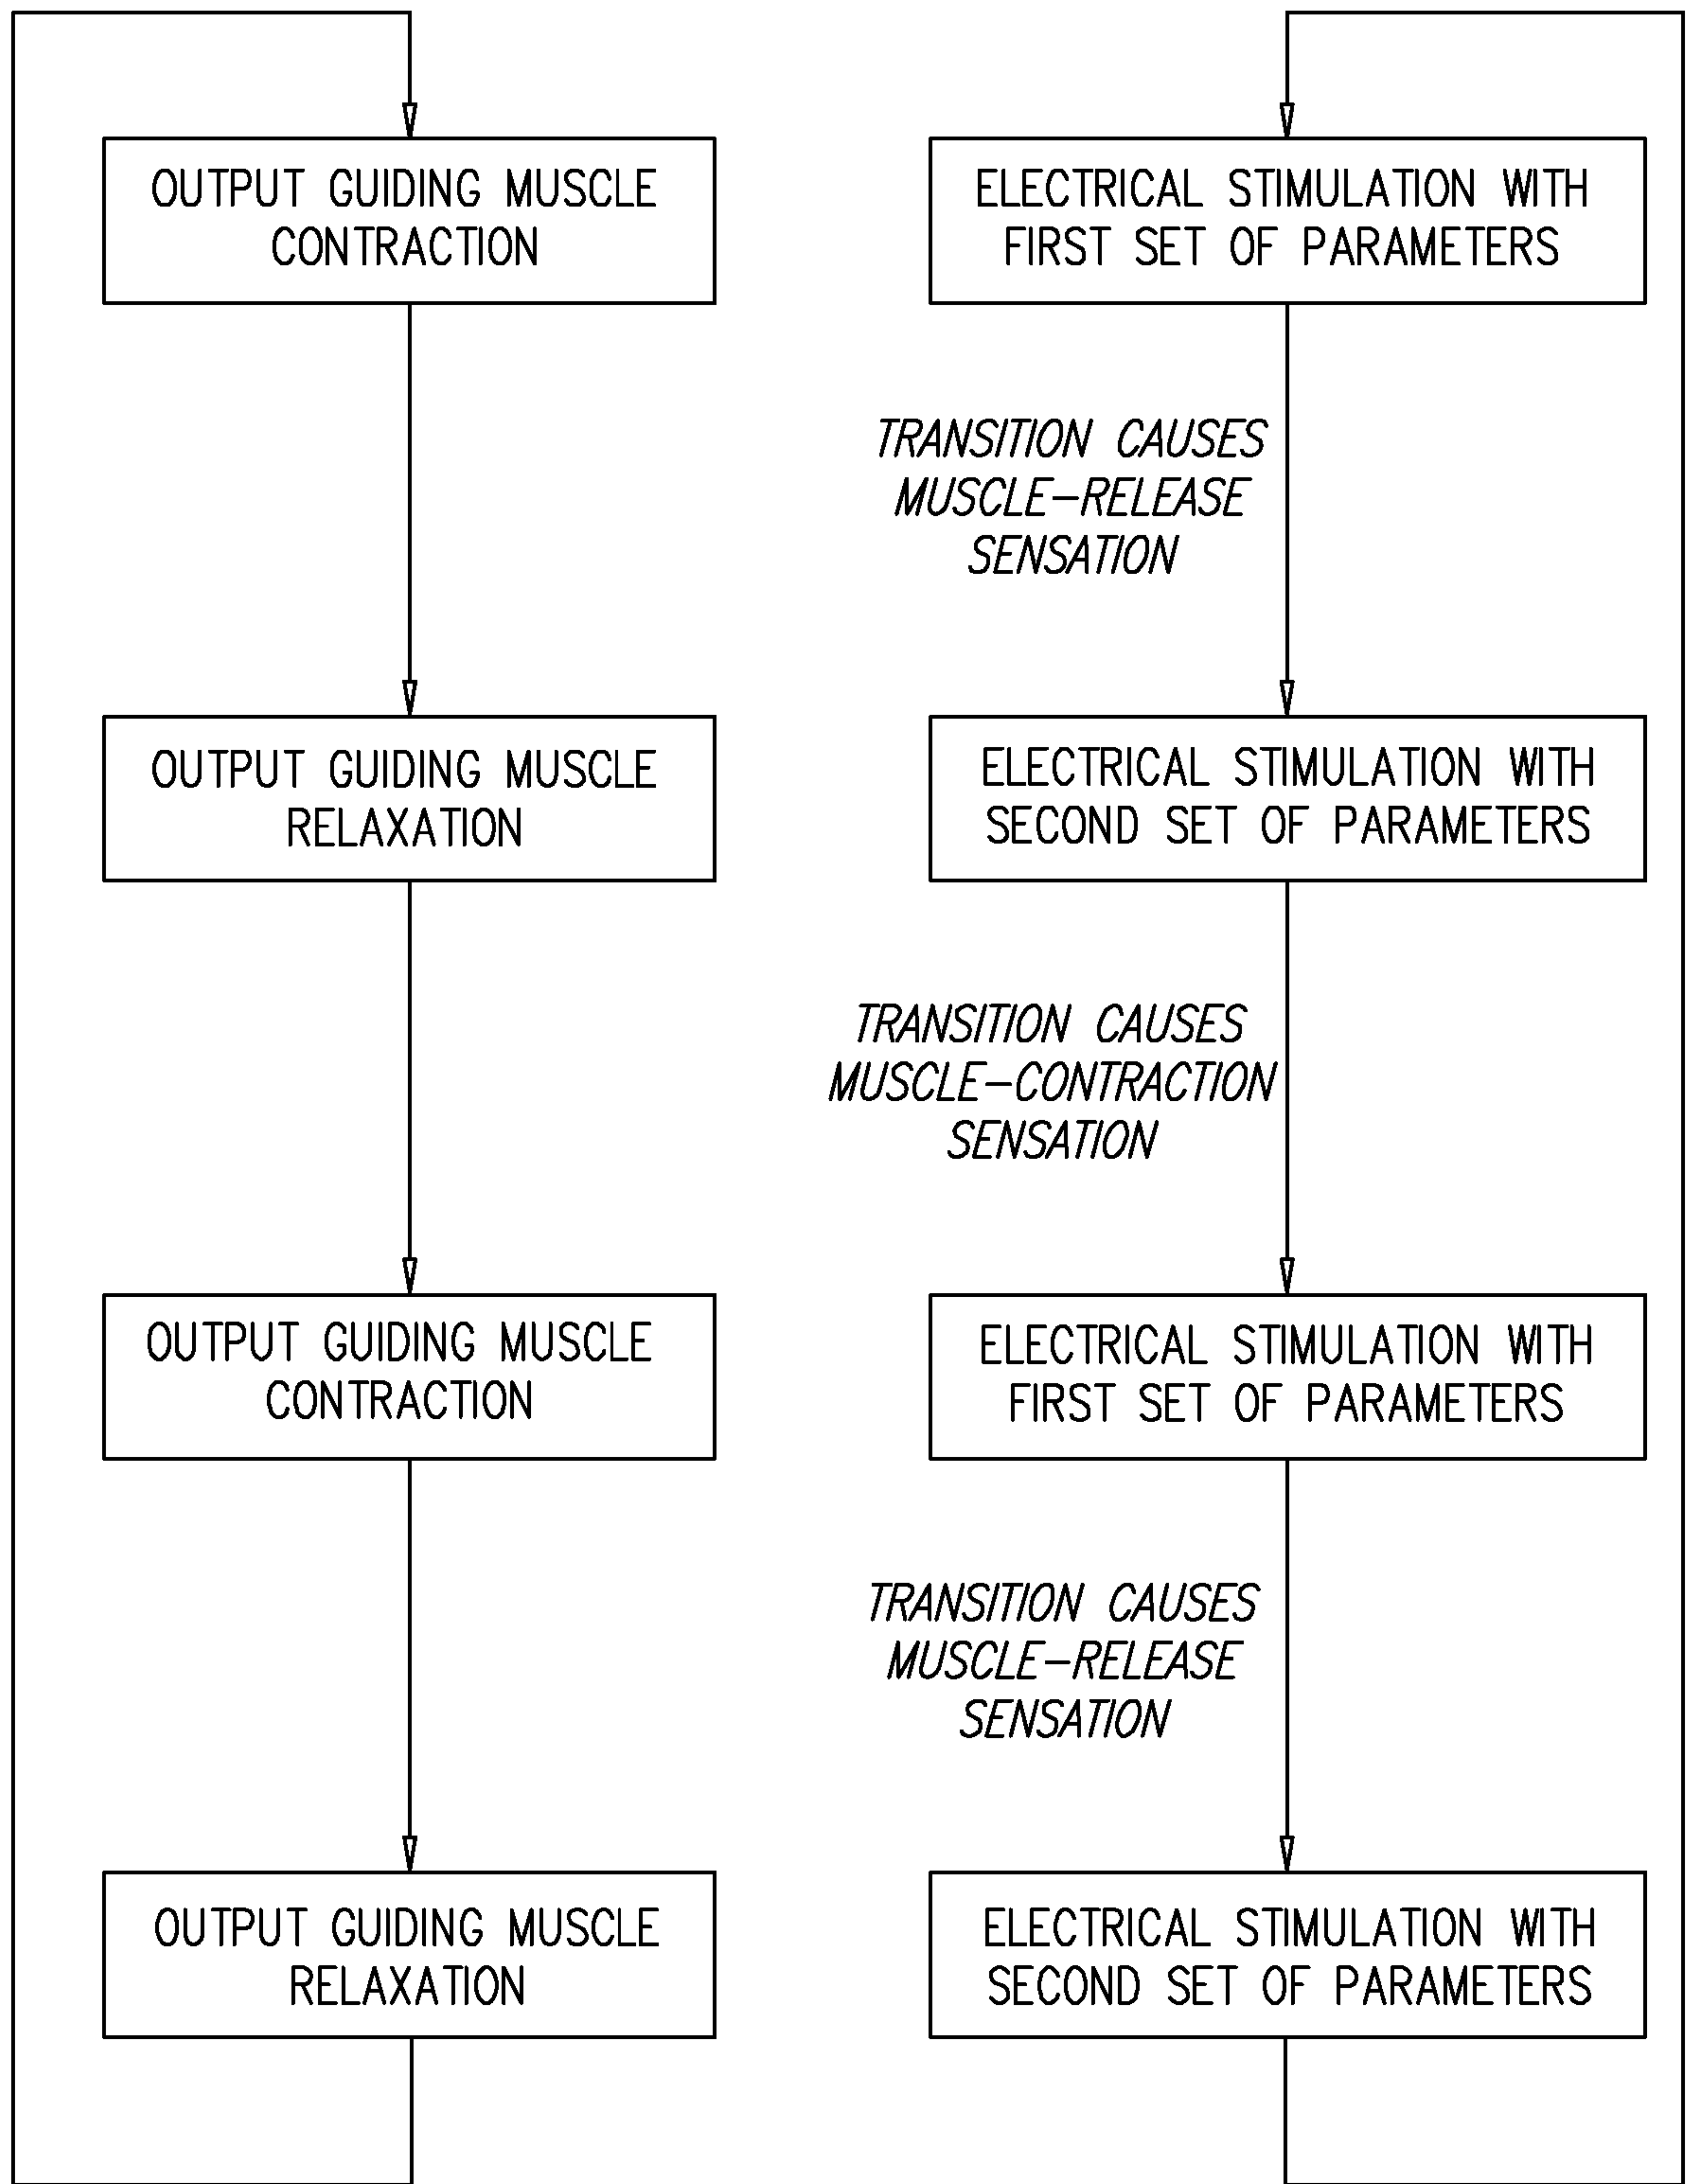 OUTPUT GUIDING MUSCLE
CONTRACTION
ELECTRICAL STIMULATION WITH
FIRST SET OF PARAMETERS
TRANSITION CAUSES
MUSCLE-RELEASE
SENSATION
OUTPUT GUIDING MUSCLE
RELAXATION
ELECTRICAL STIMULATION WITH
SECOND SET OF PARAMETERS
TRANSITION CAUSES
MUSCLE-CONTRACTION
SENSATION
OUTPUT GUIDING MUSCLE
CONTRACTION
ELECTRICAL STIMULATION WITH
FIRST SET OF PARAMETERS
TRANSITION CAUSES
MUSCLE-RELEASE
SENSATION
OUTPUT GUIDING MUSCLE
RELAXATION
ELECTRICAL STIMULATION WITH
SECOND SET OF PARAMETERS